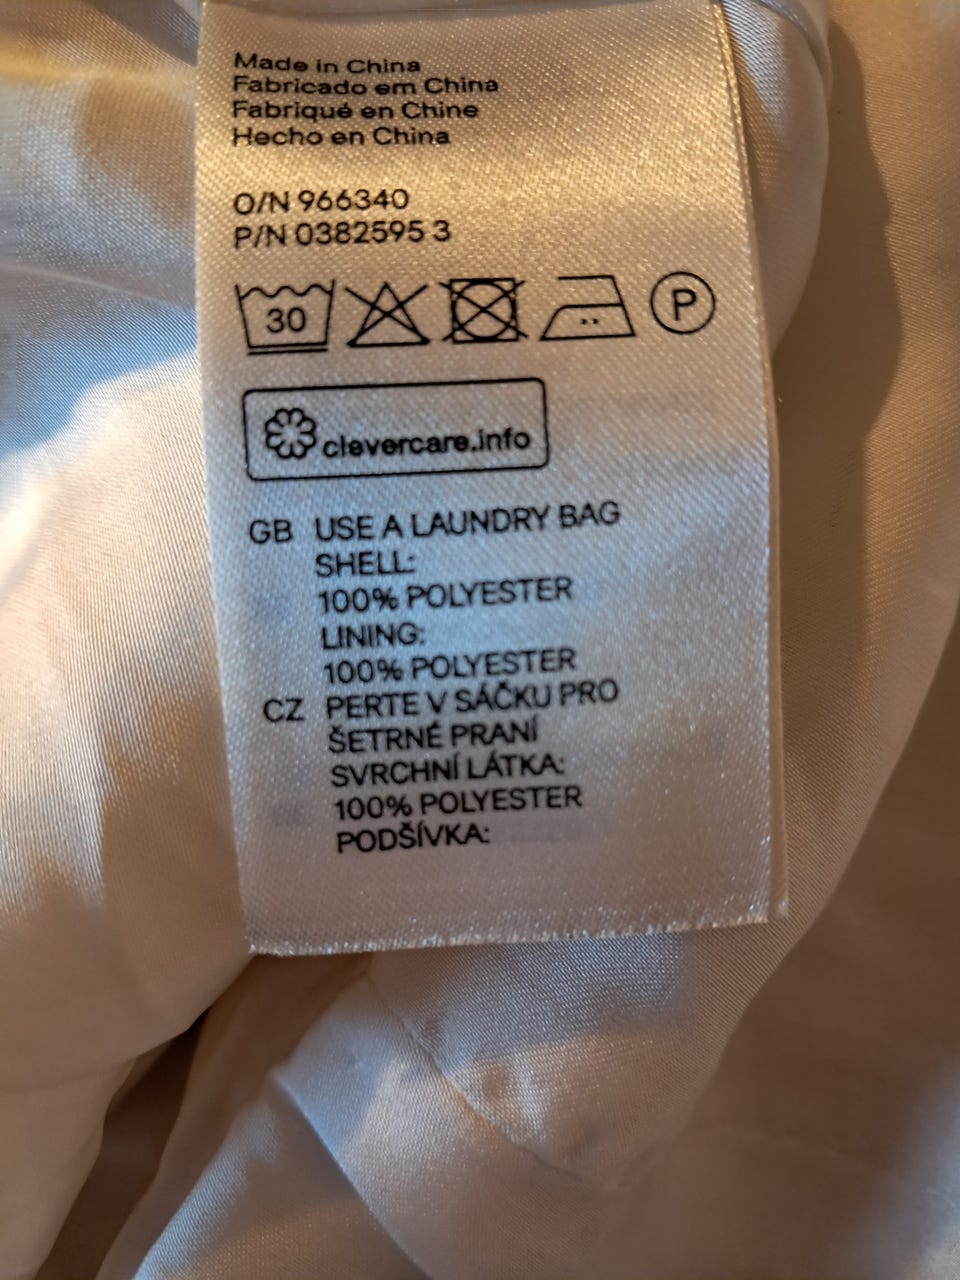 Made in China
Fabricado em China
Fabriqué en Chine
Hecho en China
O/N 966340
P/N 0382595 3
30 P
clevercare.info
GB USE A LAUNDRY BAG
SHELL:
100% POLYESTER
LINING:
100% POLYESTER
CZ PERTE V SÁČKU PRO
ŠETRNÉ PRANÍ
SVRCHNÍ LÁTKA:
100% POLYESTER
PODŠÍVKA: